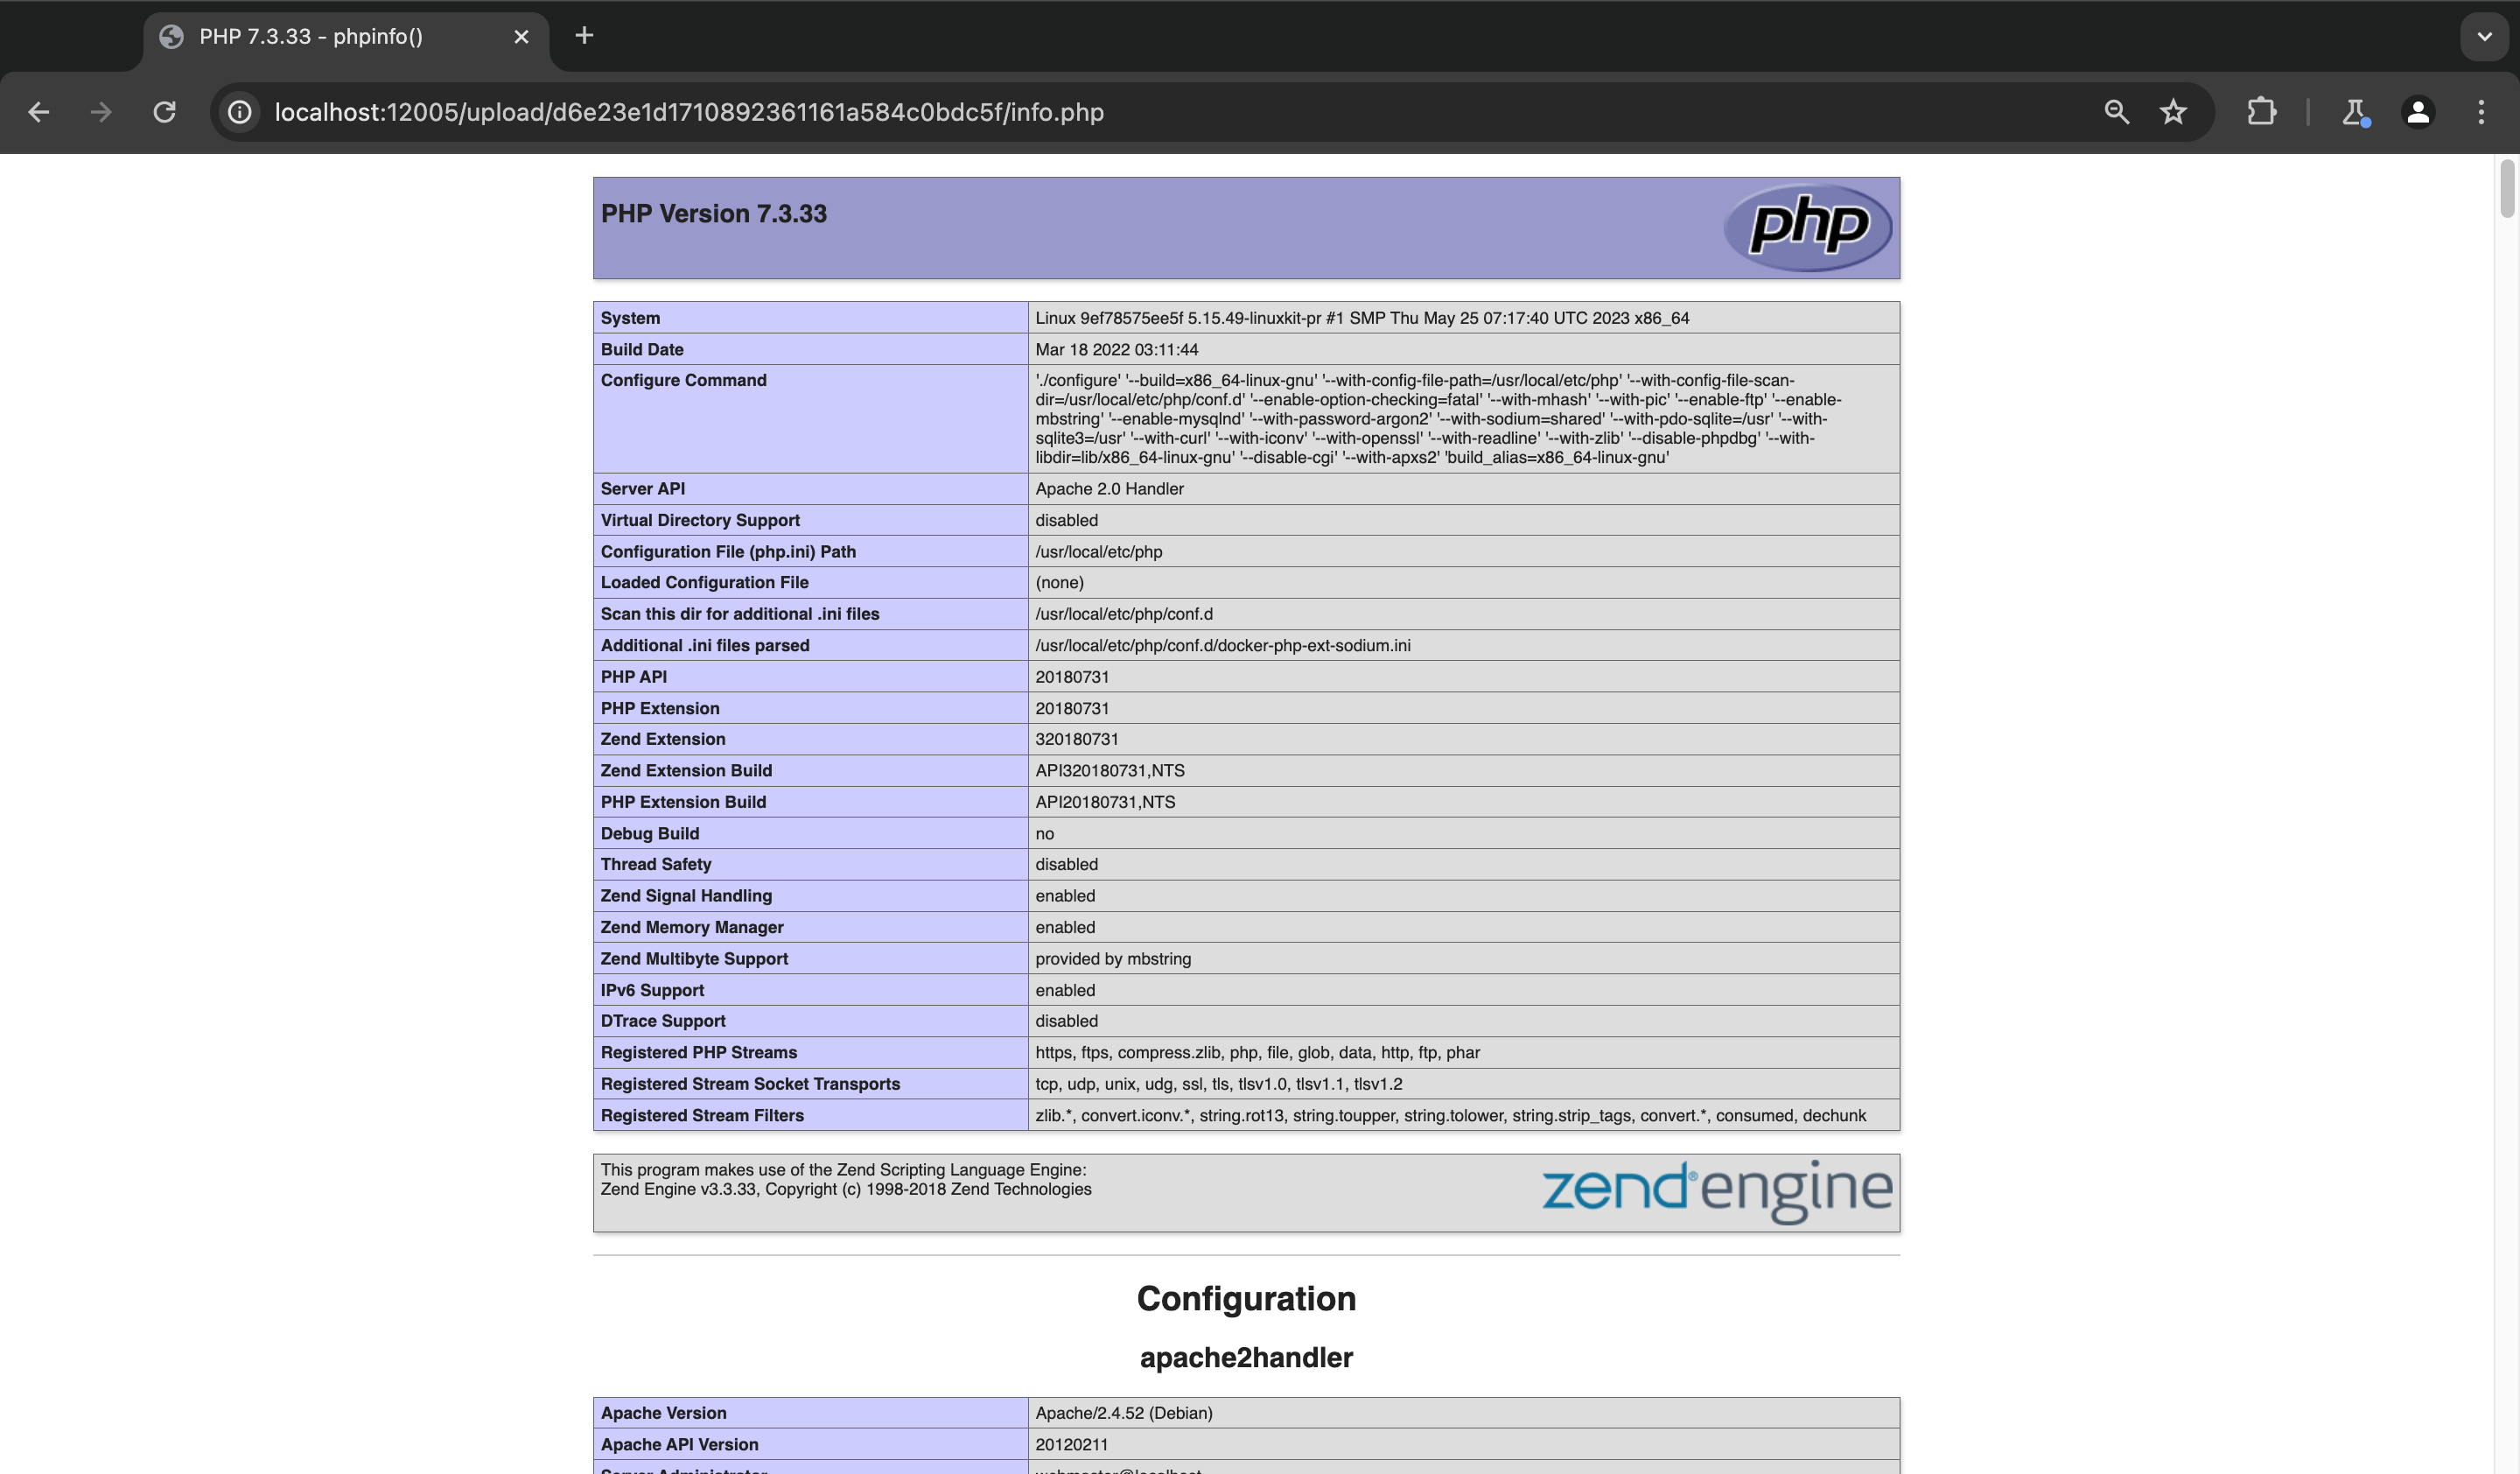 PHP 7.3.33 - phpinfo()
localhost:12005/upload/d6e23e1d1710892361161a584c0bdc5f/info.php
PHP Version 7.3.33
php
System Linux 9ef78575ee5f 5.15.49-linuxkit-pr #1 SMP Thu May 25 07:17:40 UTC 2023 x86_64
Build Date Mar 18 2022 03:11:44
Configure Command './configure' '--build=x86_64-linux-gnu' '--with-config-file-path=/usr/local/etc/php' '--with-config-file-scan-
dir=/usr/local/etc/php/conf.d' '--enable-option-checking=fatal' '--with-mhash' '--with-pic' '--enable-ftp' '--enable-
mbstring' '--enable-mysqlnd' '--with-password-argon2' '--with-sodium=shared' '--with-pdo-sqlite=/usr' '--with-
sqlite3=/usr' '--with-curl' '--with-iconv' '--with-openssl' '--with-readline' '--with-zlib' '--disable-phpdbg' '--with-
libdir=lib/x86_64-linux-gnu' '--disable-cgi' '--with-apxs2' 'build_alias=x86_64-linux-gnu'
Server API Apache 2.0 Handler
Virtual Directory Support disabled
Configuration File (php.ini) Path /usr/local/etc/php
Loaded Configuration File (none)
Scan this dir for additional .ini files /usr/local/etc/php/conf.d
Additional .ini files parsed /usr/local/etc/php/conf.d/docker-php-ext-sodium.ini
PHP API 20180731
PHP Extension 20180731
Zend Extension 320180731
Zend Extension Build API320180731,NTS
PHP Extension Build API20180731,NTS
Debug Build no
Thread Safety disabled
Zend Signal Handling enabled
Zend Memory Manager enabled
Zend Multibyte Support provided by mbstring
IPv6 Support enabled
DTrace Support disabled
Registered PHP Streams https, ftps, compress.zlib, php, file, glob, data, http, ftp, phar
Registered Stream Socket Transports tcp, udp, unix, udg, ssl, tls, tlsv1.0, tlsv1.1, tlsv1.2
Registered Stream Filters zlib.*, convert.iconv.*, string.rot13, string.toupper, string.tolower, string.strip_tags, convert.*, consumed, dechunk
This program makes use of the Zend Scripting Language Engine:
Zend Engine v3.3.33, Copyright (c) 1998-2018 Zend Technologies
zend® engine
Configuration
apache2handler
Apache Version Apache/2.4.52 (Debian)
Apache API Version 20120211
Server Administrator webmaster@localhost